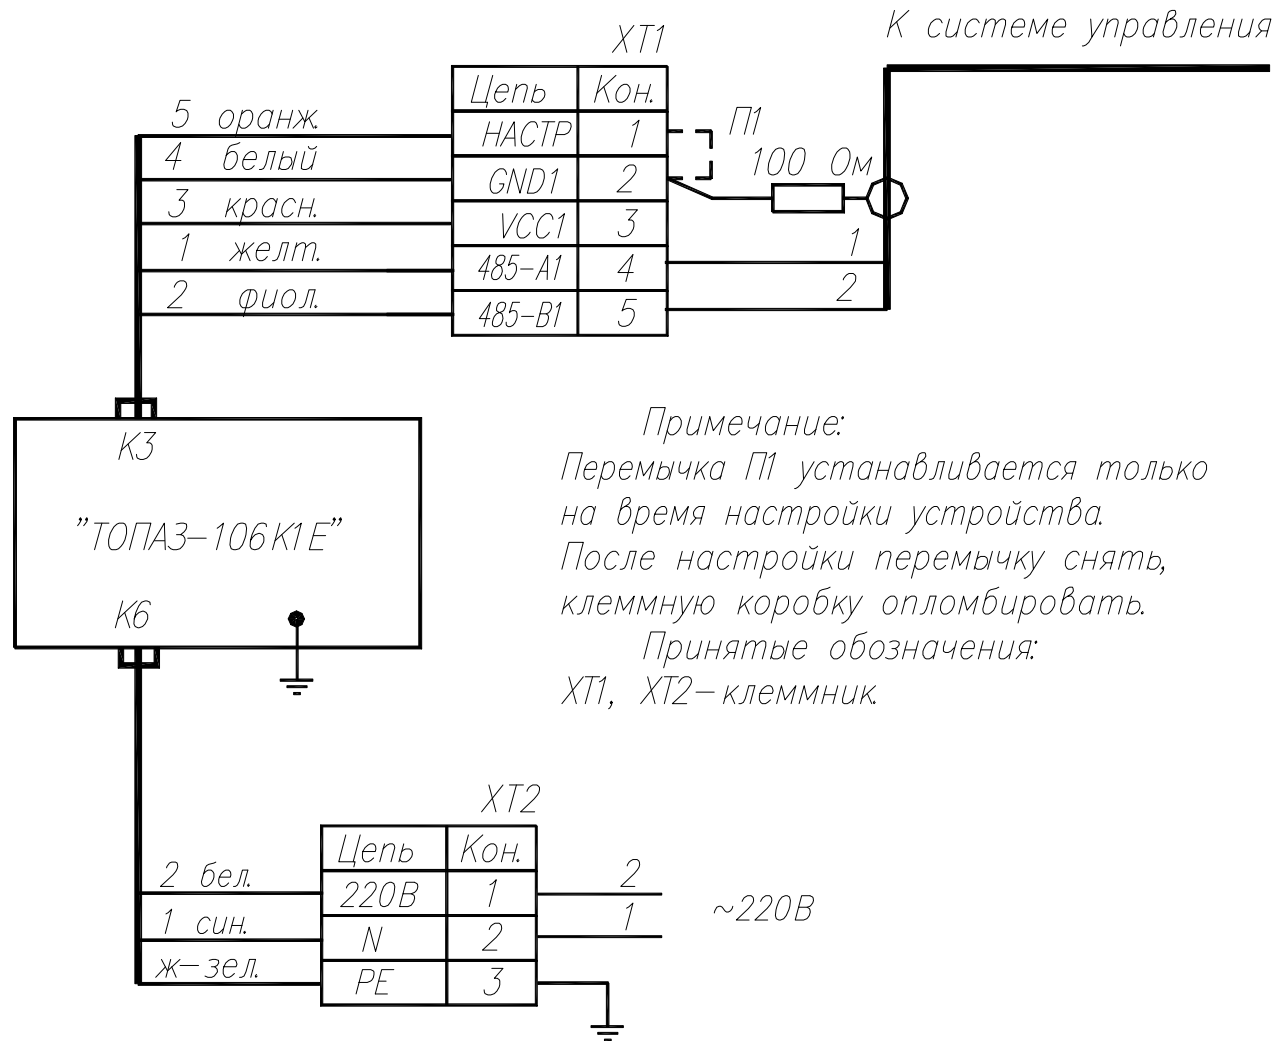 К системе управления
XT1
Цепь Кон.
5 оранж. НАСТР 1 П1
4 белый GND1 2 100 Ом
3 красн. VCC1 3
1 желт. 485-A1 4 1
2 фиол. 485-B1 5 2
К3
"ТОПАЗ-106К1Е"
К6
Примечание:
Перемычка П1 устанавливается только
на время настройки устройства.
После настройки перемычку снять,
клеммную коробку опломбировать.
Принятые обозначения:
XT1, XT2-клеммник.
XT2
Цепь Кон.
2 бел. 220В 1 2
1 син. N 2 1
ж-зел. PE 3
~220В